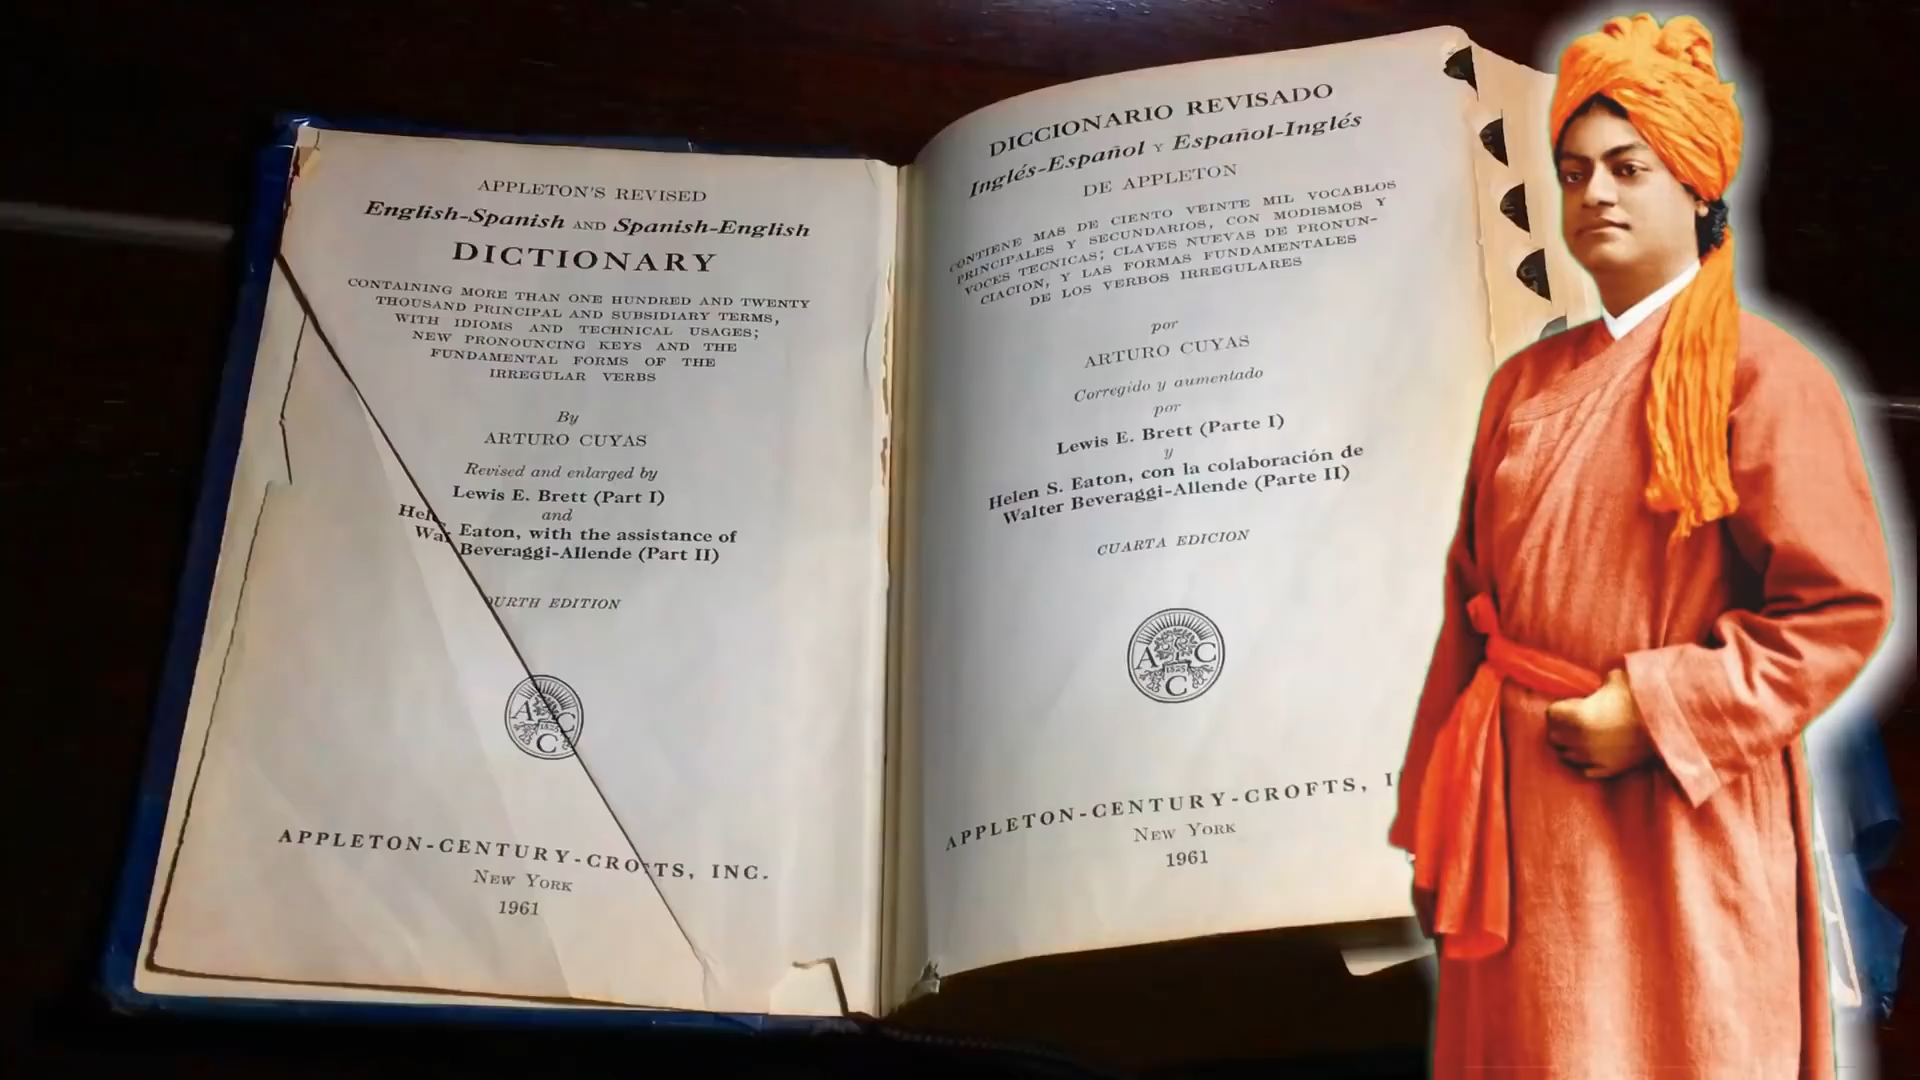 APPLETON'S REVISED
English-Spanish AND Spanish-English
DICTIONARY
CONTAINING MORE THAN ONE HUNDRED AND TWENTY
THOUSAND PRINCIPAL AND SUBSIDIARY TERMS,
WITH IDIOMS AND TECHNICAL USAGES;
NEW PRONOUNCING KEYS AND THE
FUNDAMENTAL FORMS OF THE
IRREGULAR VERBS
By
ARTURO CUYAS
Revised and enlarged by
Lewis E. Brett (Part I)
and
Eaton, with the assistance of
Beveraggi-Allende (Part II)
EDITION
A C
1825
C
APPLETON-CENTURY-CROFTS, INC.
NEW YORK
1961
DICCIONARIO REVISADO
Inglés-Español Y Español-Inglés
DE APPLETON
CONTIENE MAS DE CIENTO VEINTE MIL VOCABLOS
PRINCIPALES Y SECUNDARIOS, CON MODISMOS Y
VOCES TECNICAS; CLAVES NUEVAS DE PRONUN-
CIACION, Y LAS FORMAS FUNDAMENTALES
DE LOS VERBOS IRREGULARES
por
ARTURO CUYAS
Corregido y aumentado
por
Lewis E. Brett (Parte I)
y
Helen S. Eaton, con la colaboración de
Walter Beveraggi-Allende (Parte II)
CUARTA EDICION
A C
1825
C
APPLETON-CENTURY-CROFTS,
NEW YORK
1961